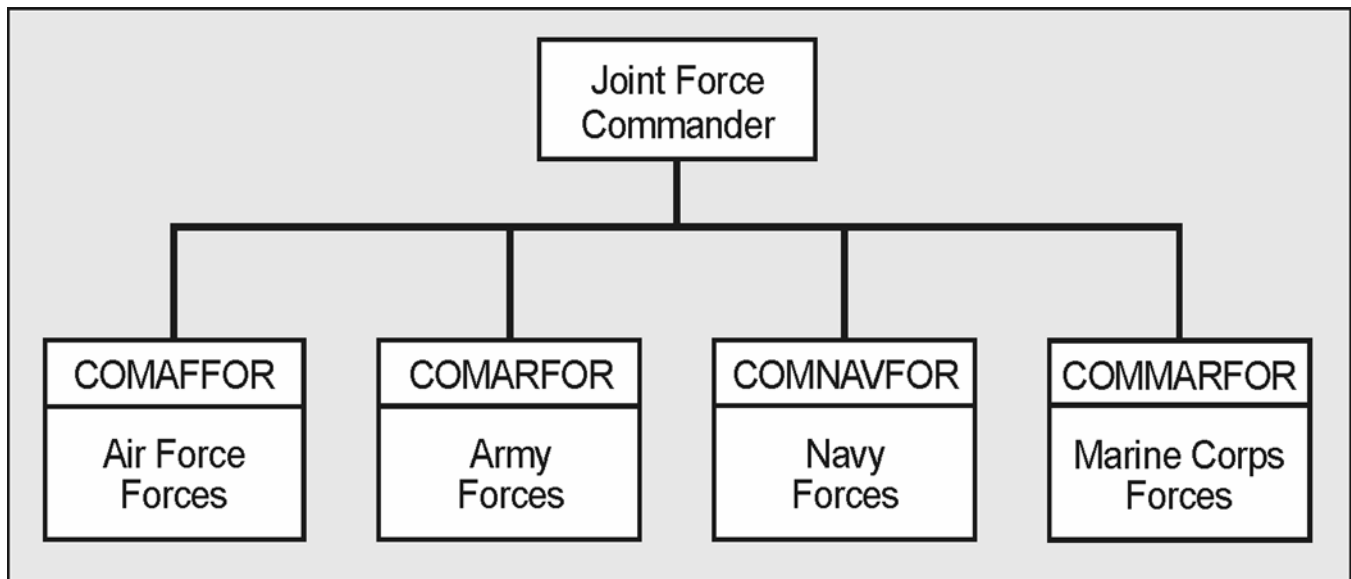 Joint Force
Commander
COMAFFOR
Air Force
Forces
COMARFOR
Army
Forces
COMNAVFOR
Navy
Forces
COMMARFOR
Marine Corps
Forces